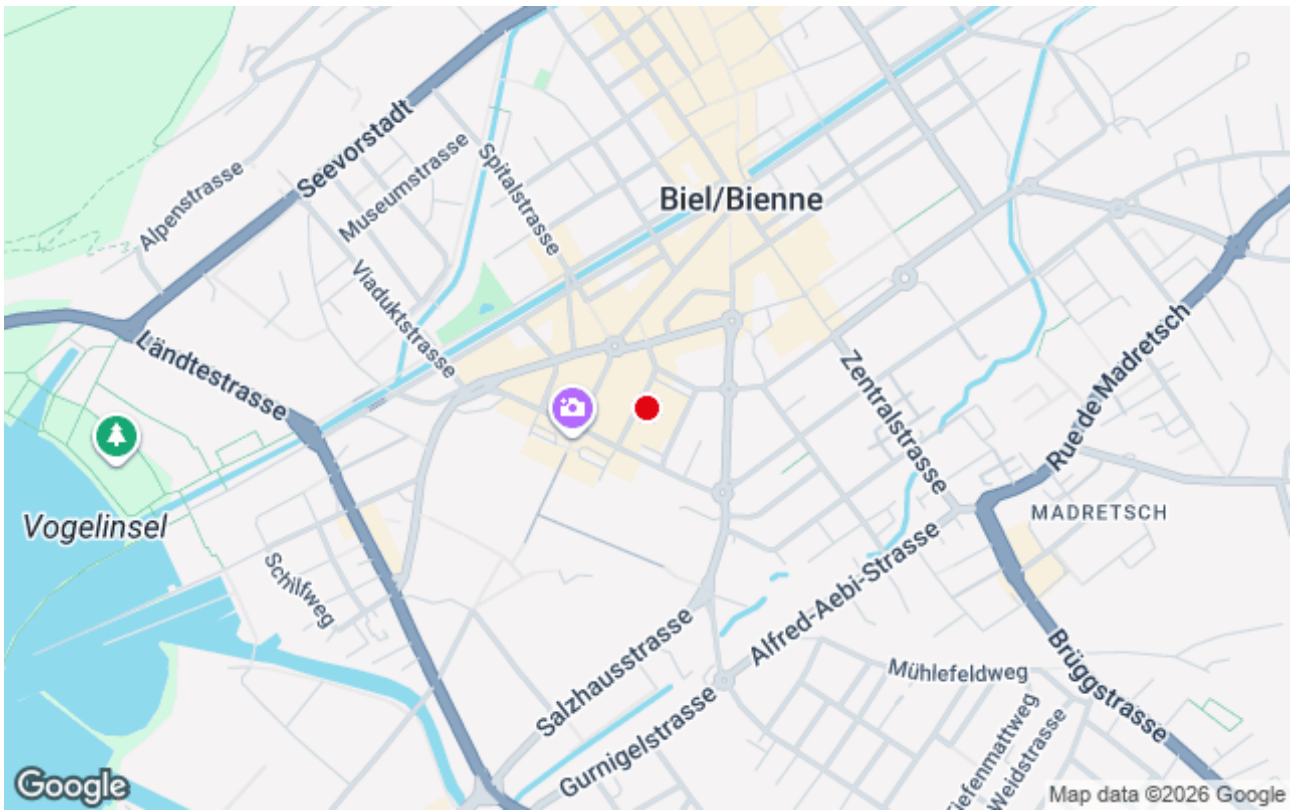 Seevorstadt
Museumstrasse
Spitalstrasse
Biel/Bienne
Alpenstrasse
Viaduktstrasse
Ländtestrasse
Rue de Madretsch
Zentralstrasse
Vogelinsel
MADRETSCH
Schilfweg
Alfred-Aebi-Strasse
Salzhausstrasse
Mühlefeldweg
Brüggstrasse
Gurnigelstrasse
Weidstrasse
Google
Map data ©2026 Google